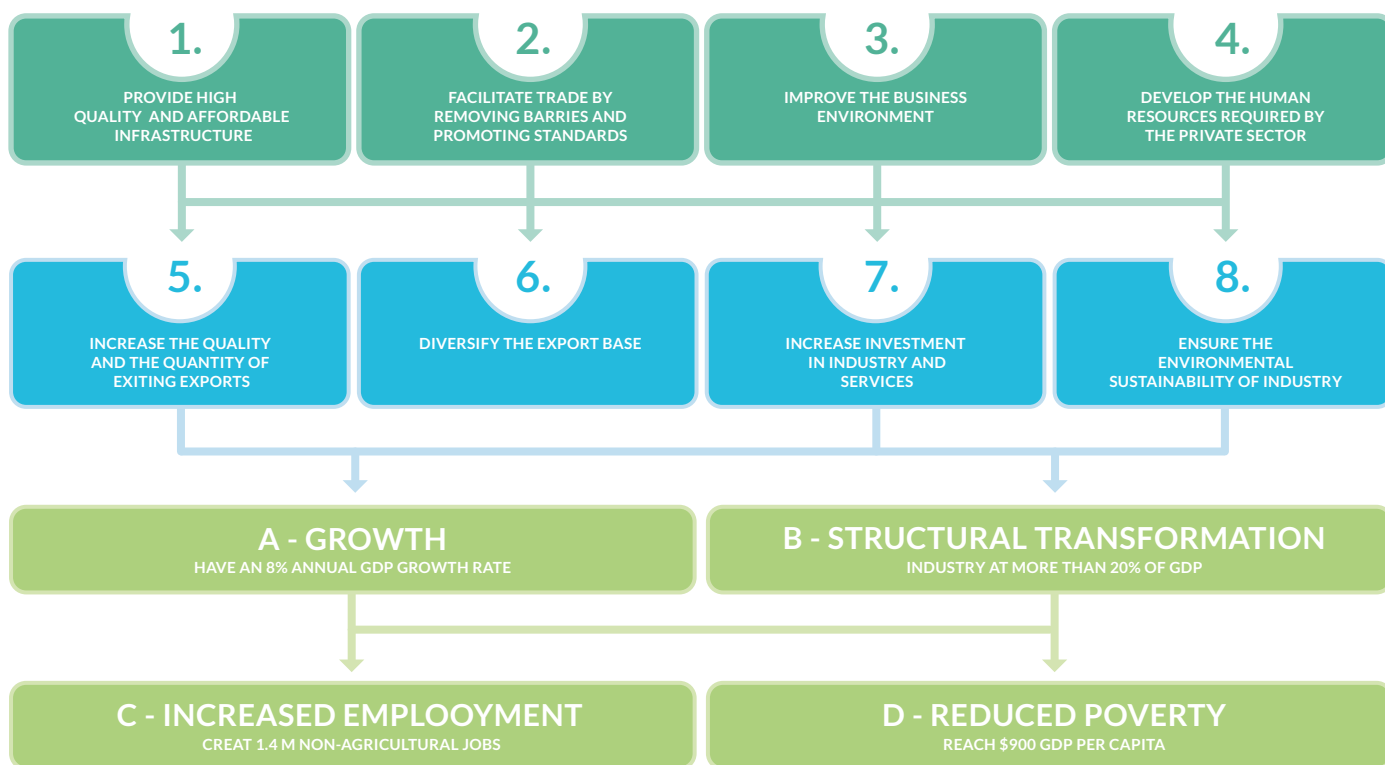 1.
PROVIDE HIGH
QUALITY AND AFFORDABLE
INFRASTRUCTURE
2.
FACILITATE TRADE BY
REMOVING BARRIES AND
PROMOTING STANDARDS
3.
IMPROVE THE BUSINESS
ENVIRONMENT
4.
DEVELOP THE HUMAN
RESOURCES REQUIRED BY
THE PRIVATE SECTOR
5.
INCREASE THE QUALITY
AND THE QUANTITY OF
EXITING EXPORTS
6.
DIVERSIFY THE EXPORT BASE
7.
INCREASE INVESTMENT
IN INDUSTRY AND
SERVICES
8.
ENSURE THE
ENVIRONMENTAL
SUSTAINABILITY OF INDUSTRY
A - GROWTH
HAVE AN 8% ANNUAL GDP GROWTH RATE
B - STRUCTURAL TRANSFORMATION
INDUSTRY AT MORE THAN 20% OF GDP
C - INCREASED EMPLOOYMENT
CREAT 1.4 M NON-AGRICULTURAL JOBS
D - REDUCED POVERTY
REACH $900 GDP PER CAPITA